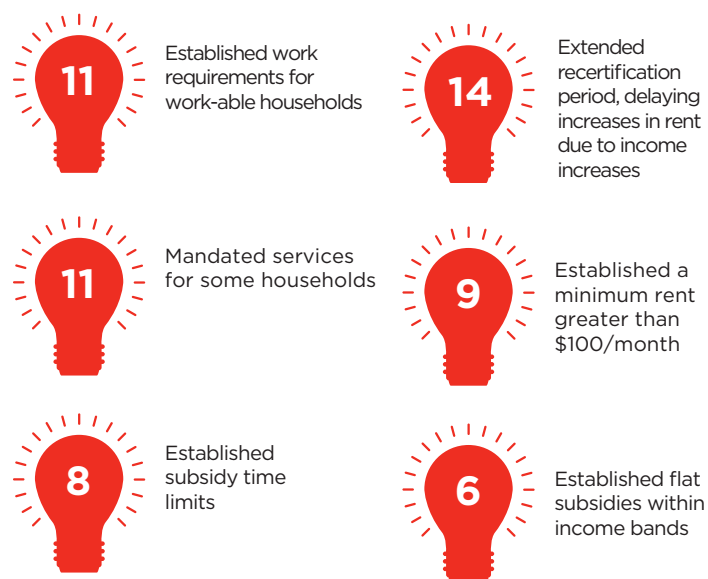 11
Established work
requirements for
work-able households
14
Extended
recertification
period, delaying
increases in rent
due to income
increases
11
Mandated services
for some households
9
Established a
minimum rent
greater than
$100/month
8
Established
subsidy time
limits
6
Established flat
subsidies within
income bands